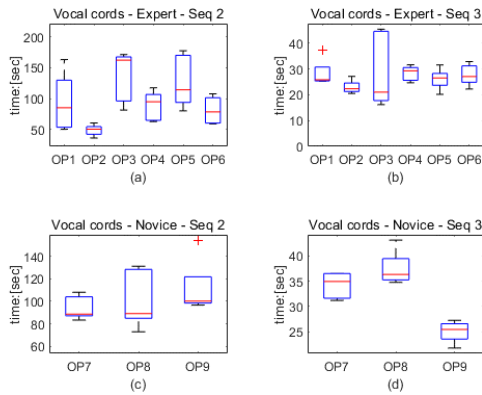 Vocal cords - Expert - Seq 2
200
150
100
50
time:[sec]
OP1 OP2 OP3 OP4 OP5 OP6
(a)
Vocal cords - Expert - Seq 3
40
30
20
10
0
time:[sec]
OP1 OP2 OP3 OP4 OP5 OP6
(b)
Vocal cords - Novice - Seq 2
140
120
100
80
60
time:[sec]
OP7 OP8 OP9
(c)
Vocal cords - Novice - Seq 3
40
35
30
25
time:[sec]
OP7 OP8 OP9
(d)